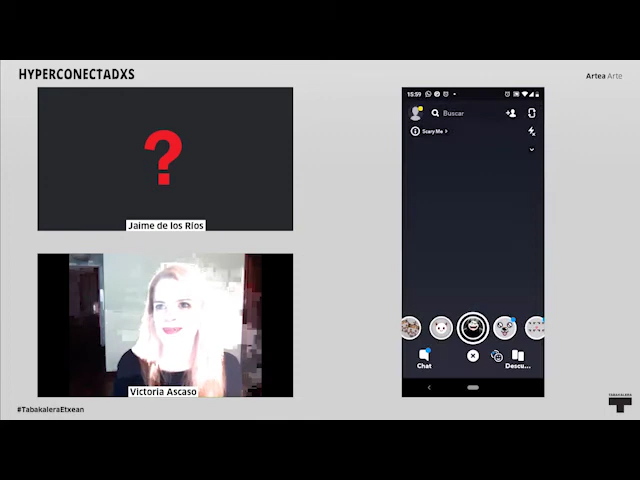 HYPERCONECTADXS
Artea Arte
?
Jaime de los Ríos
15:59
Buscar
Scary Me
Chat
Descu...
Victoria Ascaso
#TabakaleraEtxean
TABAKALERA